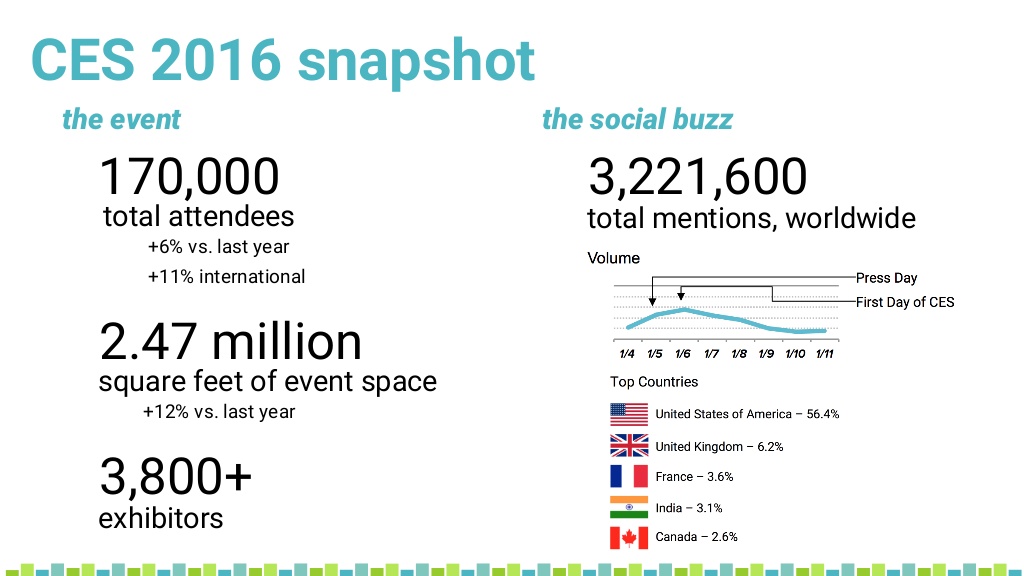 CES 2016 snapshot
the event
170,000
total attendees
+6% vs. last year
+11% international
2.47 million
square feet of event space
+12% vs. last year
3,800+
exhibitors
the social buzz
3,221,600
total mentions, worldwide
Volume
Press Day
First Day of CES
1/4 1/5 1/6 1/7 1/8 1/9 1/10 1/11
Top Countries
United States of America – 56.4%
United Kingdom – 6.2%
France – 3.6%
India – 3.1%
Canada – 2.6%